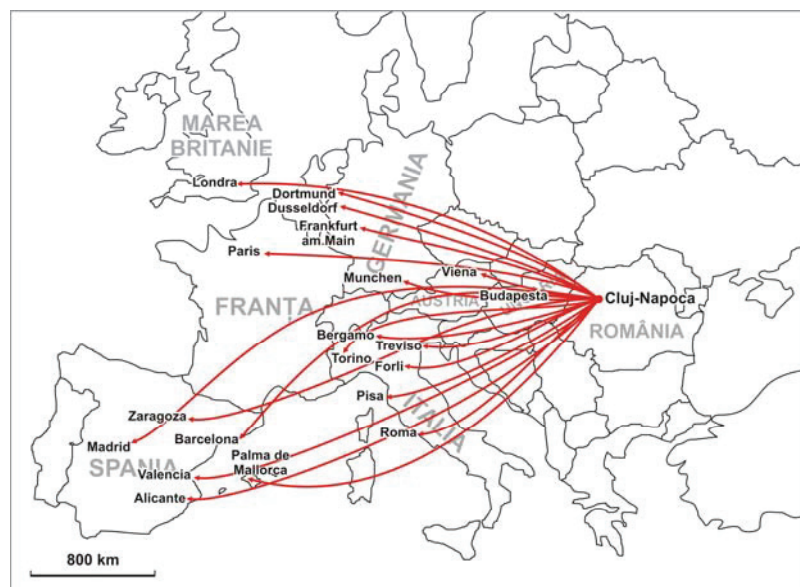 MAREA
BRITANIE
Londra
Dortmund
Dusseldorf
GERMANIA
Frankfurt
am Main
Paris
Viena
Munchen
Budapesta
AUSTRIA
Cluj-Napoca
FRANȚA
ROMÂNIA
Bergamo
Treviso
Torino
Forli
Pisa
ITALIA
Zaragoza
Roma
Madrid
Barcelona
SPANIA
Palma de
Mallorca
Valencia
Alicante
800 km